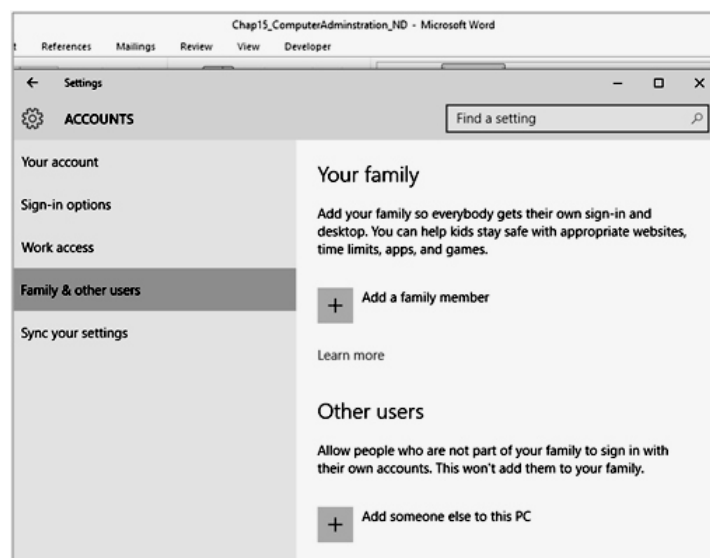 Chap15_ComputerAdminstration_ND - Microsoft Word
t References Mailings Review View Developer
Settings
ACCOUNTS
Find a setting
Your account
Sign-in options
Work access
Family & other users
Sync your settings
Your family
Add your family so everybody gets their own sign-in and
desktop. You can help kids stay safe with appropriate websites,
time limits, apps, and games.
Add a family member
Learn more
Other users
Allow people who are not part of your family to sign in with
their own accounts. This won't add them to your family.
Add someone else to this PC